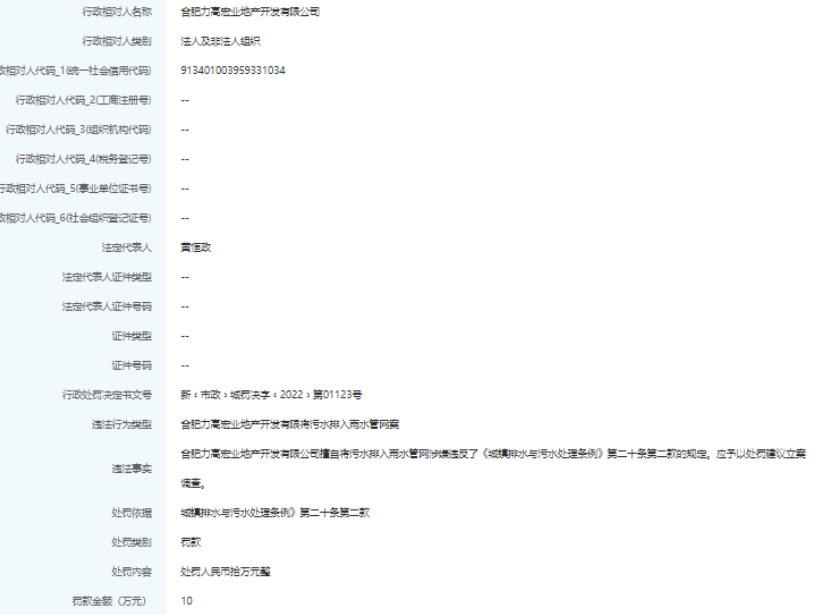 行政相对人名称 合肥力高宏业地产开发有限公司
行政相对人类别 法人及非法人组织
政相对人代码_1(统一社会信用代码) 913401003959331034
行政相对人代码_2(工商注册号) --
行政相对人代码_3(组织机构代码) --
行政相对人代码_4(税务登记号) --
行政相对人代码_5(事业单位证书号) --
政相对人代码_6(社会组织登记证号) --
法定代表人 黄恒政
法定代表人证件类型 --
法定代表人证件号码 --
证件类型 --
证件号码 --
行政处罚决定书文号 新﹙市政﹚城罚决字﹙2022﹚第01123号
违法行为类型 合肥力高宏业地产开发有限将污水排入雨水管网案
违法事实 合肥力高宏业地产开发有限公司擅自将污水排入雨水管网涉嫌违反了《城镇排水与污水处理条例》第二十条第二款的规定。应予以处罚建议立案
调查。
处罚依据 城镇排水与污水处理条例》第二十条第二款
处罚类别 罚款
处罚内容 处罚人民币拾万元整
罚款金额（万元） 10